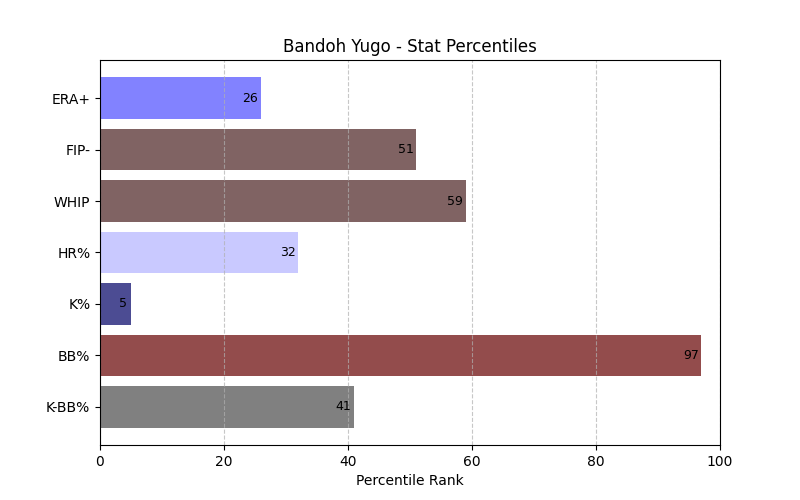 Bandoh Yugo - Stat Percentiles
ERA+ 26
FIP- 51
WHIP 59
HR% 32
K% 5
BB% 97
K-BB% 41
0 20 40 60 80 100
Percentile Rank